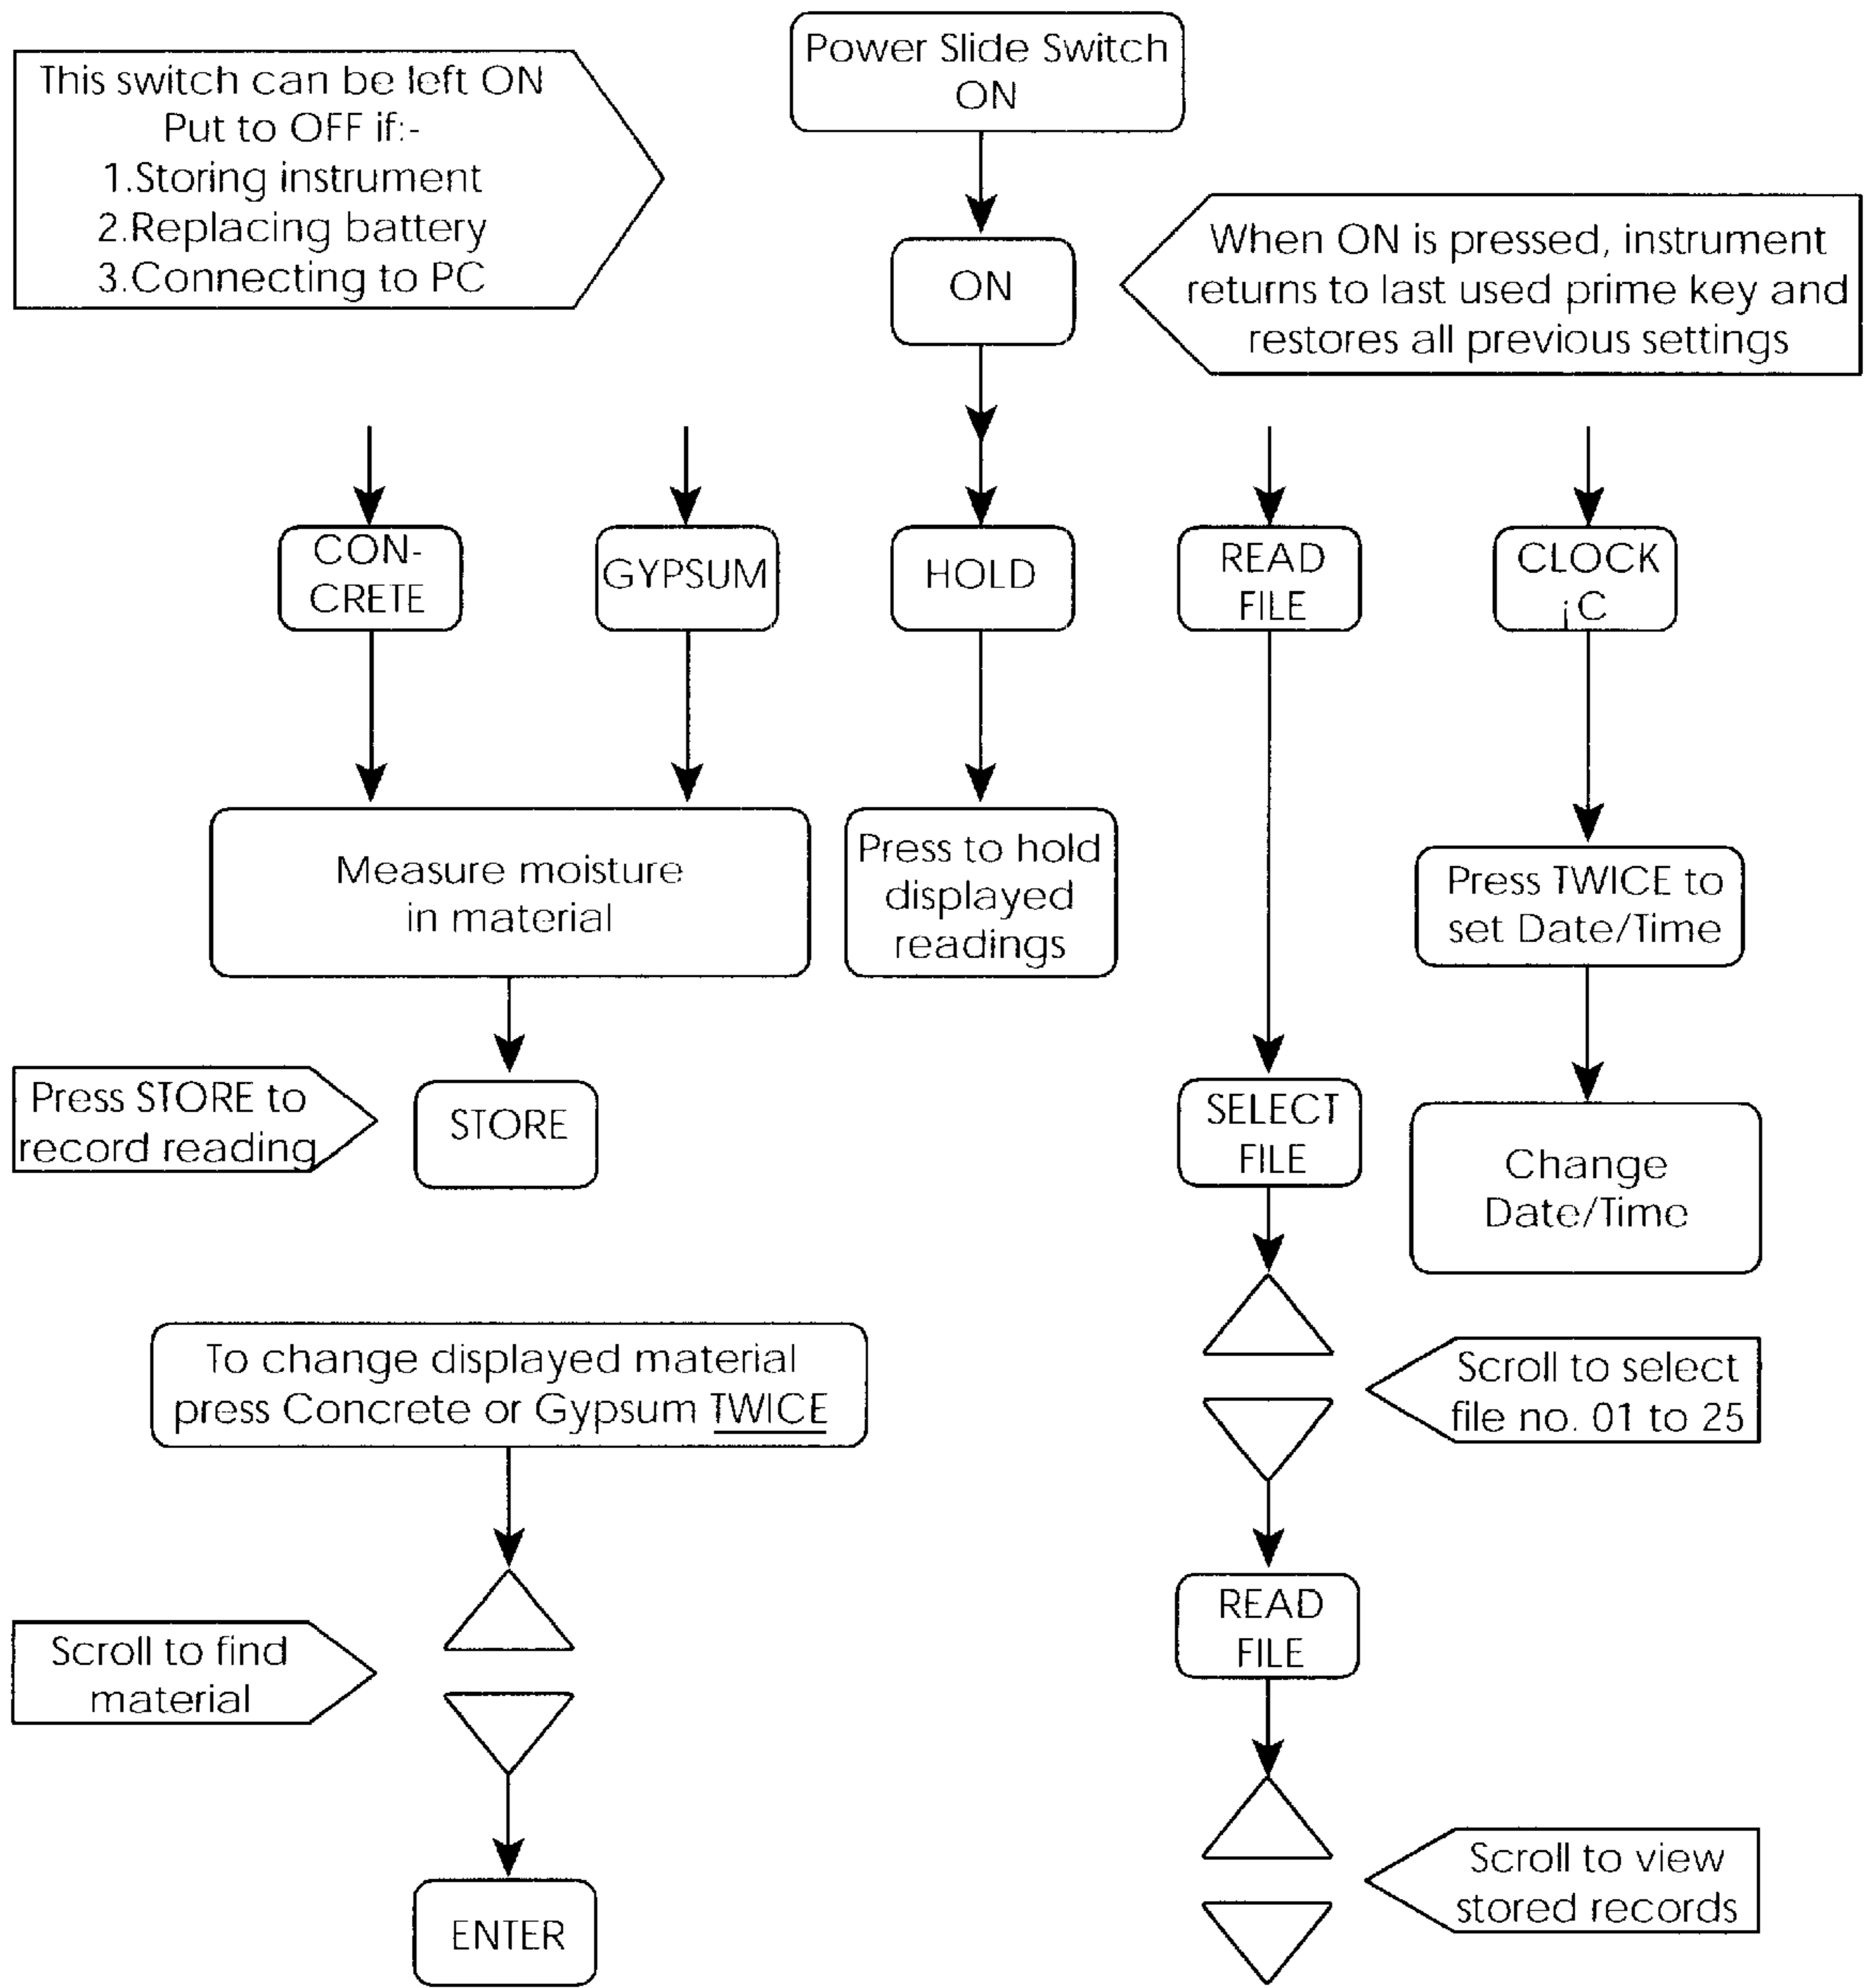 Power Slide Switch
ON
This switch can be left ON
Put to OFF if:-
1.Storing instrument
2.Replacing battery
3.Connecting to PC
ON
When ON is pressed, instrument
returns to last used prime key and
restores all previous settings
CON-
CRETE
GYPSUM
HOLD
READ
FILE
CLOCK
¡C
Measure moisture
in material
Press to hold
displayed
readings
Press TWICE to
set Date/Time
Press STORE to
record reading
STORE
SELECT
FILE
Change
Date/Time
To change displayed material
press Concrete or Gypsum TWICE
Scroll to select
file no. 01 to 25
Scroll to find
material
READ
FILE
ENTER
Scroll to view
stored records